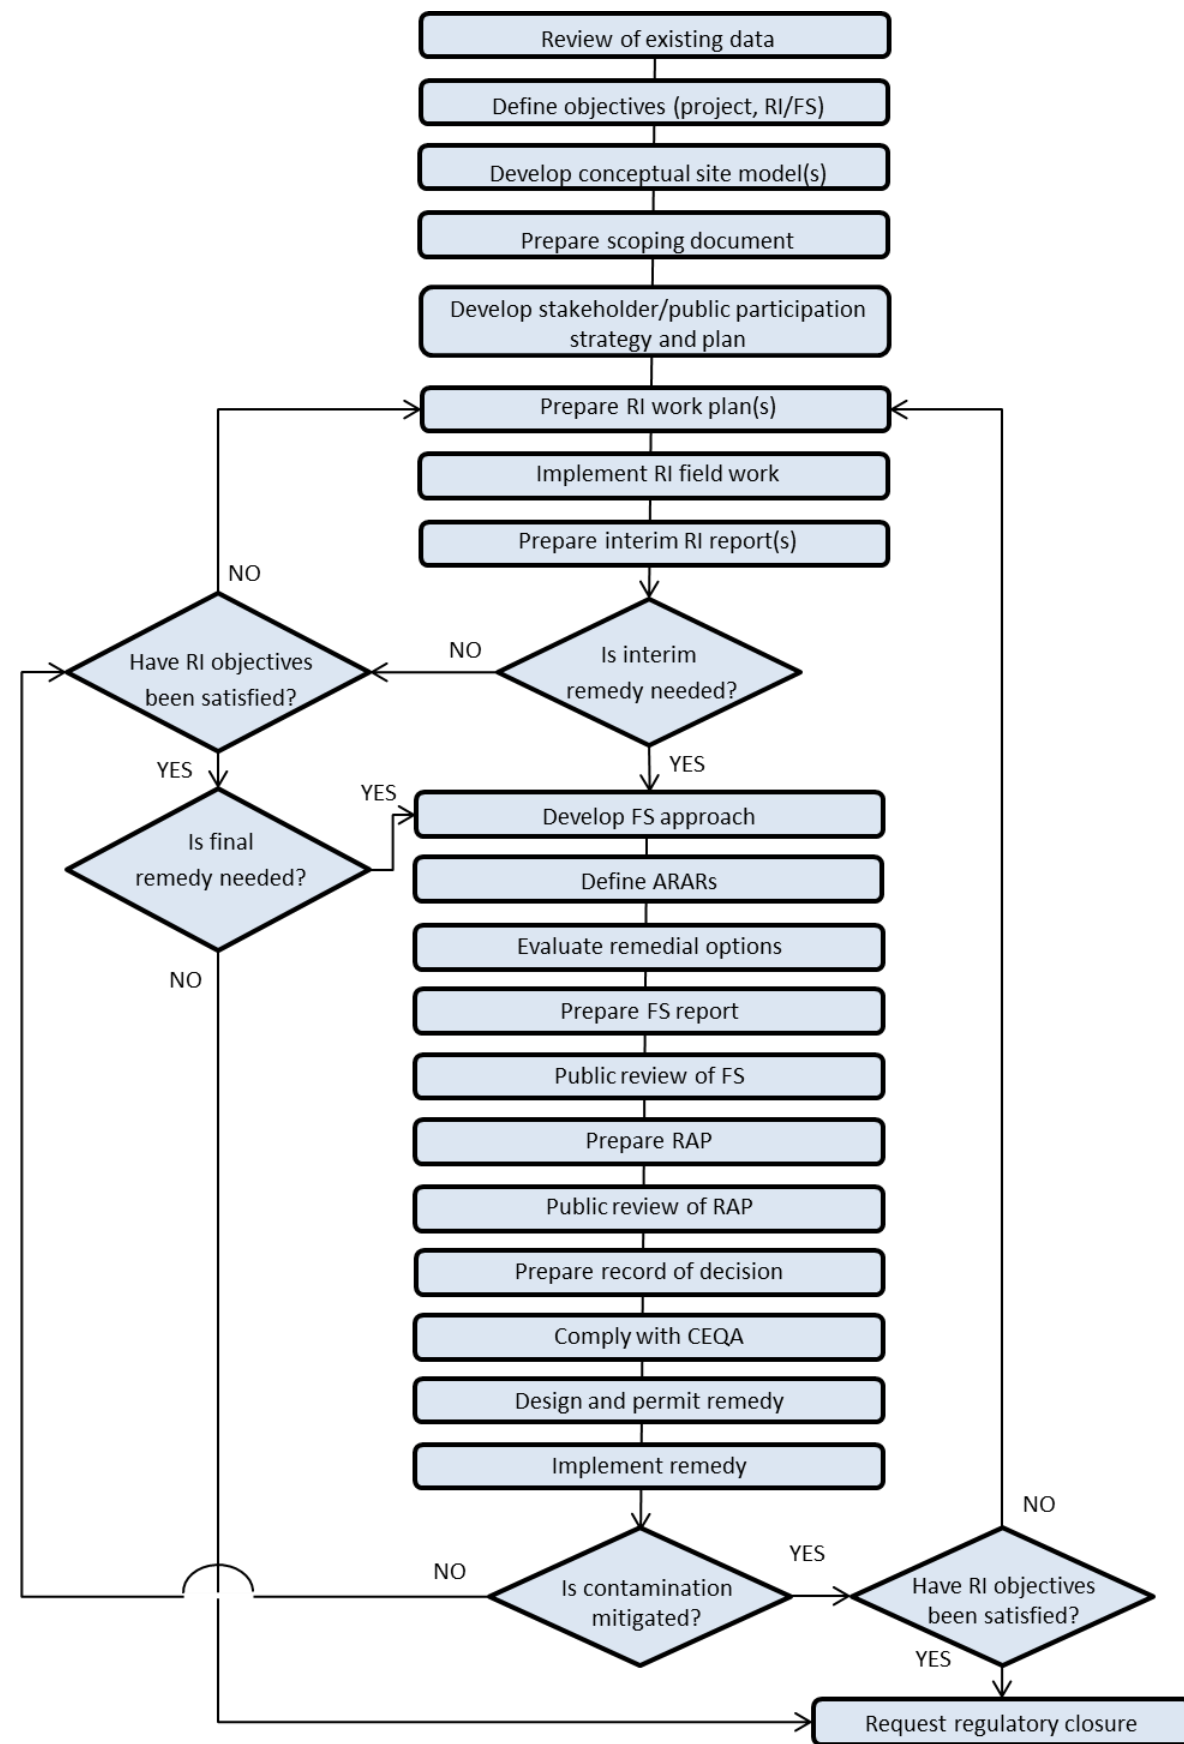 Review of existing data
Define objectives (project, RI/FS)
Develop conceptual site model(s)
Prepare scoping document
Develop stakeholder/public participation
strategy and plan
Prepare RI work plan(s)
Implement RI field work
Prepare interim RI report(s)
NO
Have RI objectives
been satisfied?
NO
Is interim
remedy needed?
YES
YES
YES
Is final
remedy needed?
NO
Develop FS approach
Define ARARs
Evaluate remedial options
Prepare FS report
Public review of FS
Prepare RAP
Public review of RAP
Prepare record of decision
Comply with CEQA
Design and permit remedy
Implement remedy
NO
Is contamination
mitigated?
YES
NO
Have RI objectives
been satisfied?
YES
Request regulatory closure